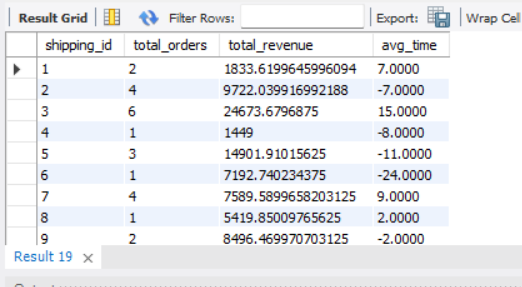 Result Grid Filter Rows: Export: Wrap Cel
shipping_id total_orders total_revenue avg_time
1 2 1833.6199645996094 7.0000
2 4 9722.039916992188 -7.0000
3 6 24673.6796875 15.0000
4 1 1449 -8.0000
5 3 14901.91015625 -11.0000
6 1 7192.740234375 -24.0000
7 4 7589.5899658203125 9.0000
8 1 5419.85009765625 2.0000
9 2 8496.469970703125 -2.0000
Result 19